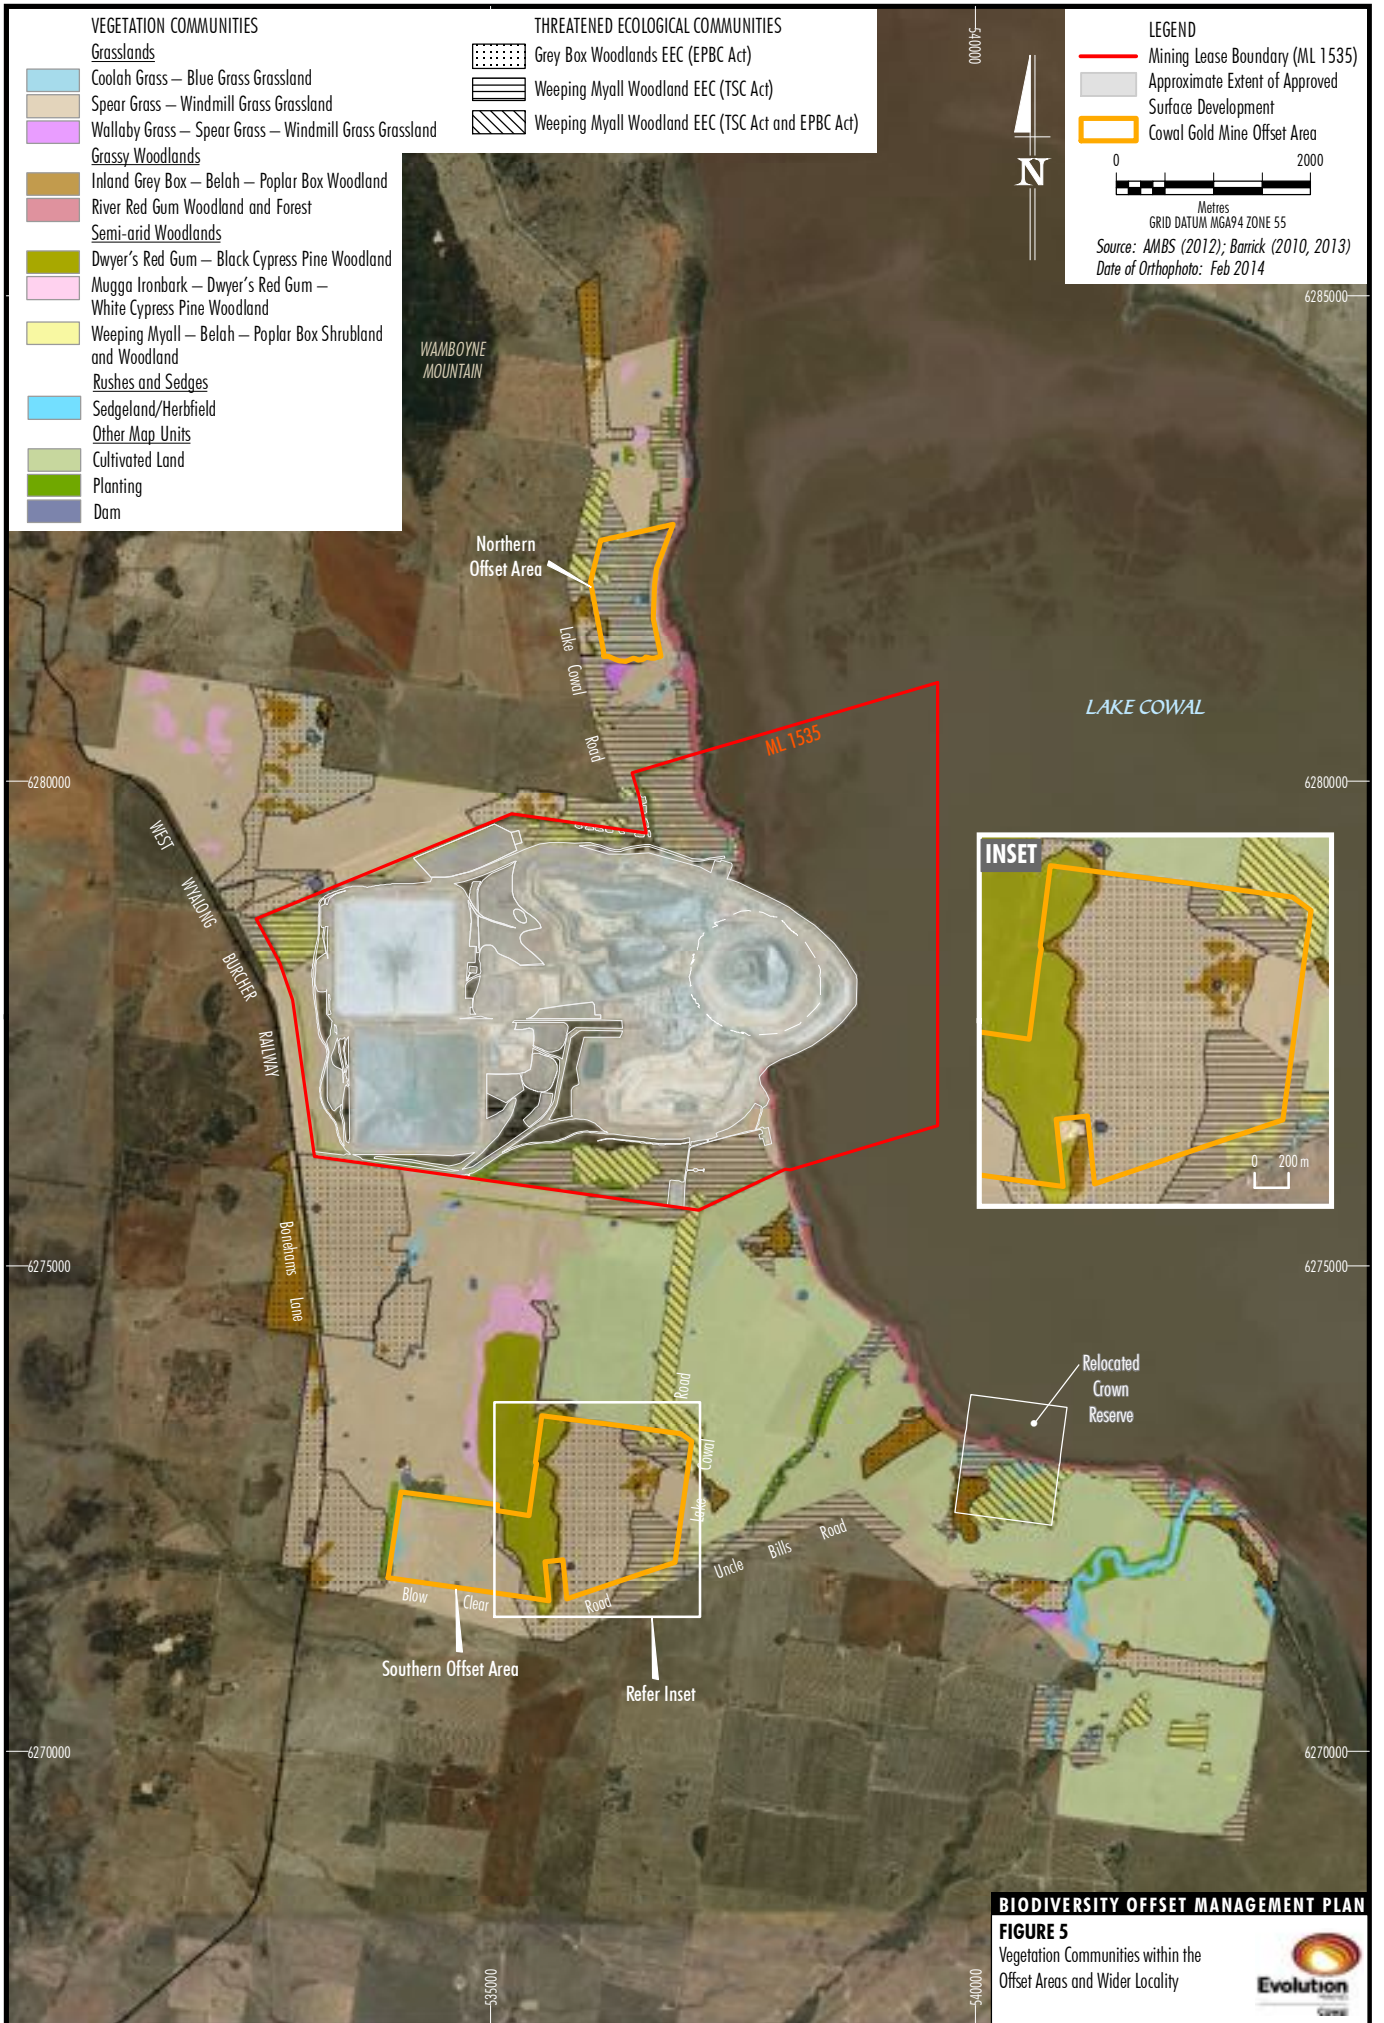 VEGETATION COMMUNITIES
Grasslands
Coolah Grass – Blue Grass Grassland
Spear Grass – Windmill Grass Grassland
Wallaby Grass – Spear Grass – Windmill Grass Grassland
Grassy Woodlands
Inland Grey Box – Belah – Poplar Box Woodland
River Red Gum Woodland and Forest
Semi-arid Woodlands
Dwyer's Red Gum – Black Cypress Pine Woodland
Mugga Ironbark – Dwyer's Red Gum –
White Cypress Pine Woodland
Weeping Myall – Belah – Poplar Box Shrubland
and Woodland
Rushes and Sedges
Sedgeland/Herbfield
Other Map Units
Cultivated Land
Planting
Dam
THREATENED ECOLOGICAL COMMUNITIES
Grey Box Woodlands EEC (EPBC Act)
Weeping Myall Woodland EEC (TSC Act)
Weeping Myall Woodland EEC (TSC Act and EPBC Act)
540000
N
LEGEND
Mining Lease Boundary (ML 1535)
Approximate Extent of Approved
Surface Development
Cowal Gold Mine Offset Area
0 2000
Metres
GRID DATUM MGA94 ZONE 55
Source: AMBS (2012); Barrick (2010, 2013)
Date of Orthophoto: Feb 2014
6285000
WAMBOYNE
MOUNTAIN
Northern
Offset Area
Lake
Cowal
Road
LAKE COWAL
ML 1535
6280000
6280000
WEST
WYALONG
BURCHER
RAILWAY
INSET
0 200 m
Bonehams
Lane
6275000
6275000
Relocated
Crown
Reserve
Road
Cowal
Lake
Uncle Bills Road
Blow Clear Road
Southern Offset Area
Refer Inset
6270000
6270000
535000
540000
BIODIVERSITY OFFSET MANAGEMENT PLAN
FIGURE 5
Vegetation Communities within the
Offset Areas and Wider Locality
Evolution